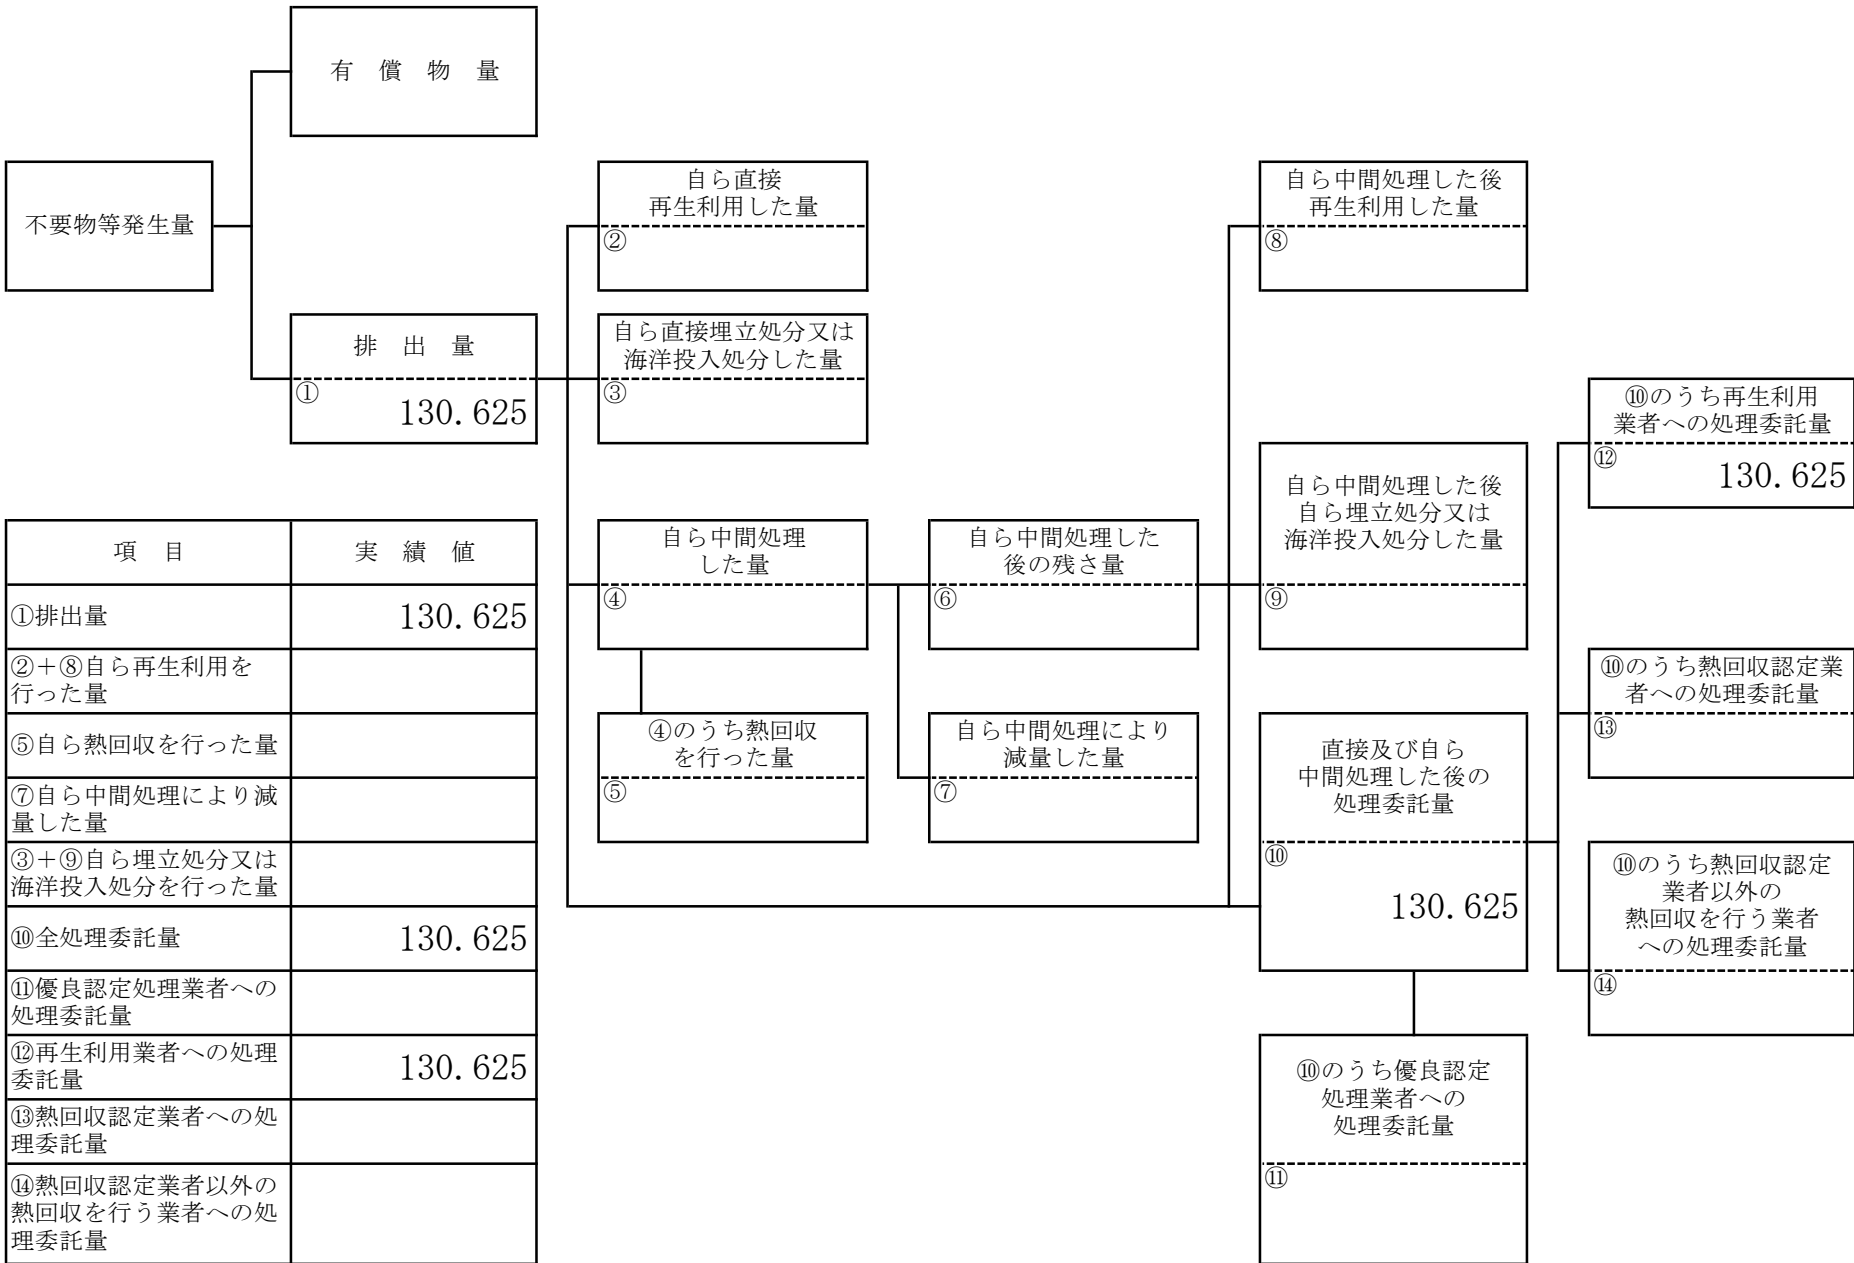 有 償 物 量
不要物等発生量
排 出 量
①
130.625
自ら直接
再生利用した量
②
自ら直接埋立処分又は
海洋投入処分した量
③
自ら中間処理
した量
④
④のうち熱回収
を行った量
⑤
自ら中間処理した
後の残さ量
⑥
自ら中間処理により
減量した量
⑦
自ら中間処理した後
再生利用した量
⑧
自ら中間処理した後
自ら埋立処分又は
海洋投入処分した量
⑨
直接及び自ら
中間処理した後の
処理委託量
⑩
130.625
⑩のうち優良認定
処理業者への
処理委託量
⑪
⑩のうち再生利用
業者への処理委託量
⑫
130.625
⑩のうち熱回収認定業
者への処理委託量
⑬
⑩のうち熱回収認定
業者以外の
熱回収を行う業者
への処理委託量
⑭
項 目 実 績 値
①排出量 130.625
②＋⑧自ら再生利用を
行った量
⑤自ら熱回収を行った量
⑦自ら中間処理により減
量した量
③＋⑨自ら埋立処分又は
海洋投入処分を行った量
⑩全処理委託量 130.625
⑪優良認定処理業者への
処理委託量
⑫再生利用業者への処理
委託量 130.625
⑬熱回収認定業者への処
理委託量
⑭熱回収認定業者以外の
熱回収を行う業者への処
理委託量